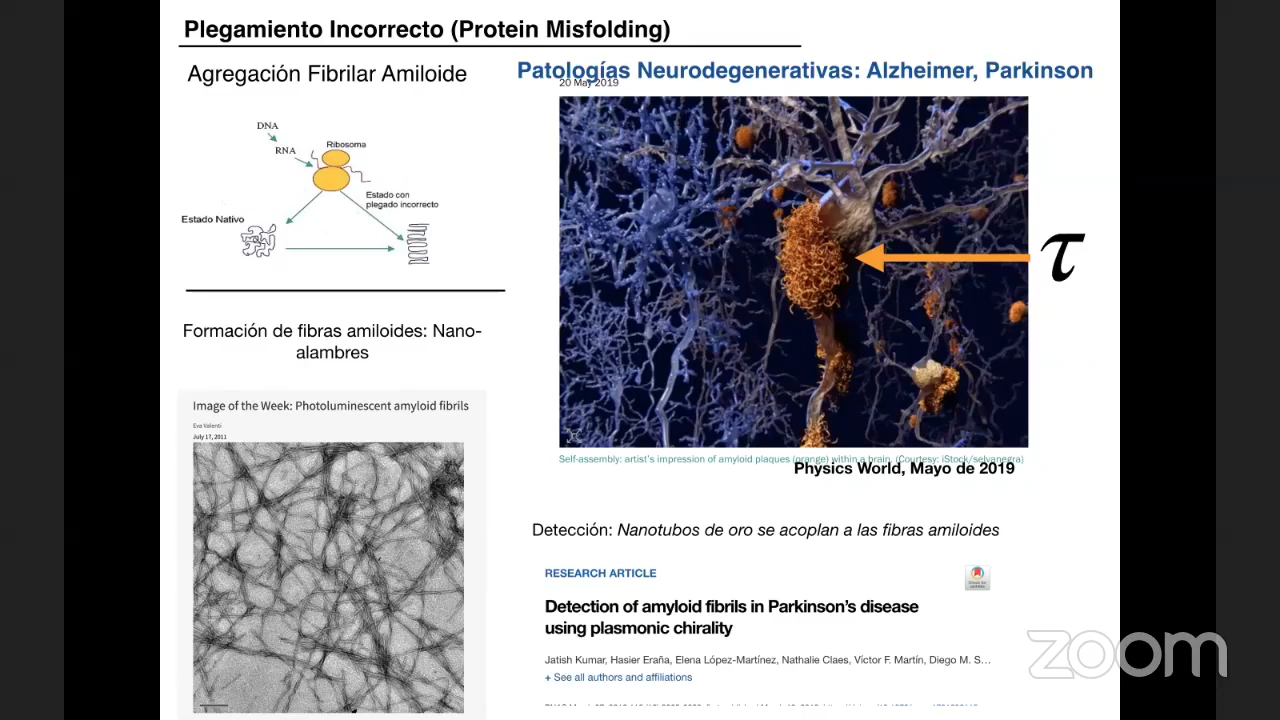 Plegamiento Incorrecto (Protein Misfolding)
Agregación Fibrilar Amiloide
DNA
RNA
Ribosoma
Estado con
plegado incorrecto
Estado Nativo
Formación de fibras amiloides: Nano-
alambres
Image of the Week: Photoluminescent amyloid fibrils
Eva Valenti
July 17, 2011
Patologías Neurodegenerativas: Alzheimer, Parkinson
20 May 2019
τ
Self-assembly: artist's impression of amyloid plaques (orange) within a brain. (Courtesy: iStock/selvanegra)
Physics World, Mayo de 2019
Detección: Nanotubos de oro se acoplan a las fibras amiloides
RESEARCH ARTICLE
Detection of amyloid fibrils in Parkinson's disease
using plasmonic chirality
Jatish Kumar, Hasier Eraña, Elena López-Martínez, Nathalie Claes, Víctor F. Martín, Diego M. S…
+ See all authors and affiliations
zoom